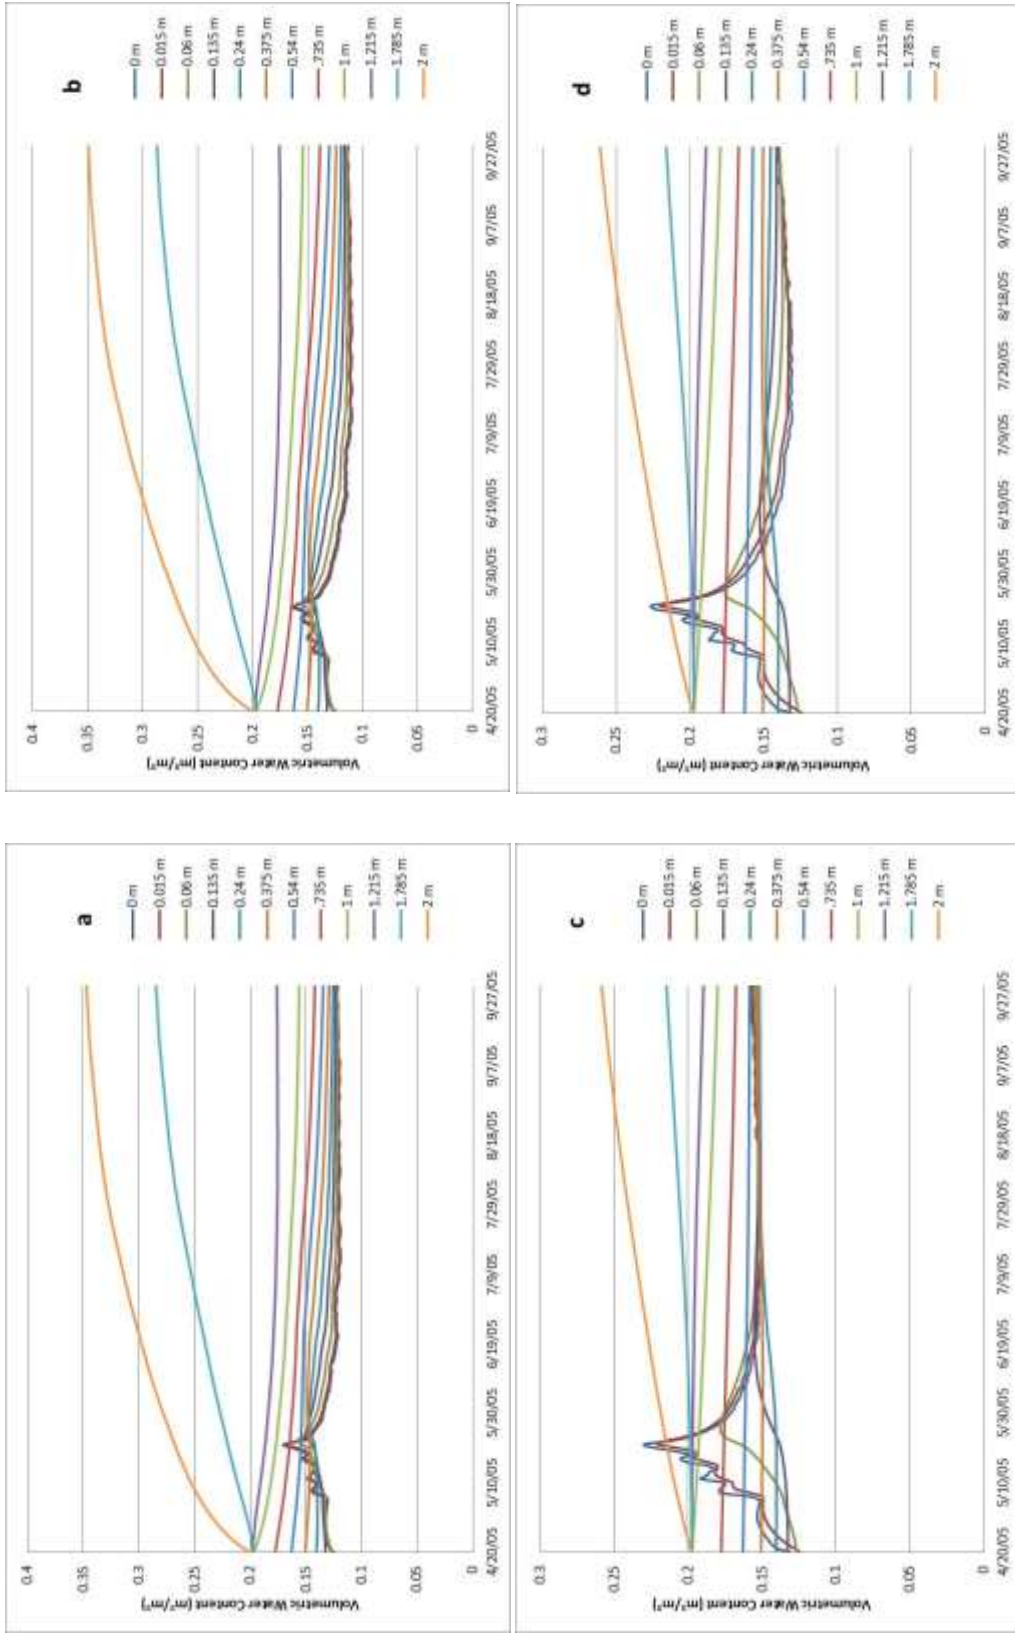 a
0.4
0.35
0.3
0.25
0.2
0.15
0.1
0.05
0
Volumetric Water Content (m³/m³)
4/20/05 5/10/05 5/30/05 6/19/05 7/9/05 7/29/05 8/18/05 9/7/05 9/27/05
0 m
0.015 m
0.06 m
0.135 m
0.24 m
0.375 m
0.54 m
.735 m
1 m
1.215 m
1.785 m
2 m
b
0.4
0.35
0.3
0.25
0.2
0.15
0.1
0.05
0
Volumetric Water Content (m³/m³)
4/20/05 5/10/05 5/30/05 6/19/05 7/9/05 7/29/05 8/18/05 9/7/05 9/27/05
0 m
0.015 m
0.06 m
0.135 m
0.24 m
0.375 m
0.54 m
.735 m
1 m
1.215 m
1.785 m
2 m
c
0.3
0.25
0.2
0.15
0.1
0.05
0
Volumetric Water Content (m³/m³)
4/20/05 5/10/05 5/30/05 6/19/05 7/9/05 7/29/05 8/18/05 9/7/05 9/27/05
0 m
0.015 m
0.06 m
0.135 m
0.24 m
0.375 m
0.54 m
.735 m
1 m
1.215 m
1.785 m
2 m
d
0.3
0.25
0.2
0.15
0.1
0.05
0
Volumetric Water Content (m³/m³)
4/20/05 5/10/05 5/30/05 6/19/05 7/9/05 7/29/05 8/18/05 9/7/05 9/27/05
0 m
0.015 m
0.06 m
0.135 m
0.24 m
0.375 m
0.54 m
.735 m
1 m
1.215 m
1.785 m
2 m